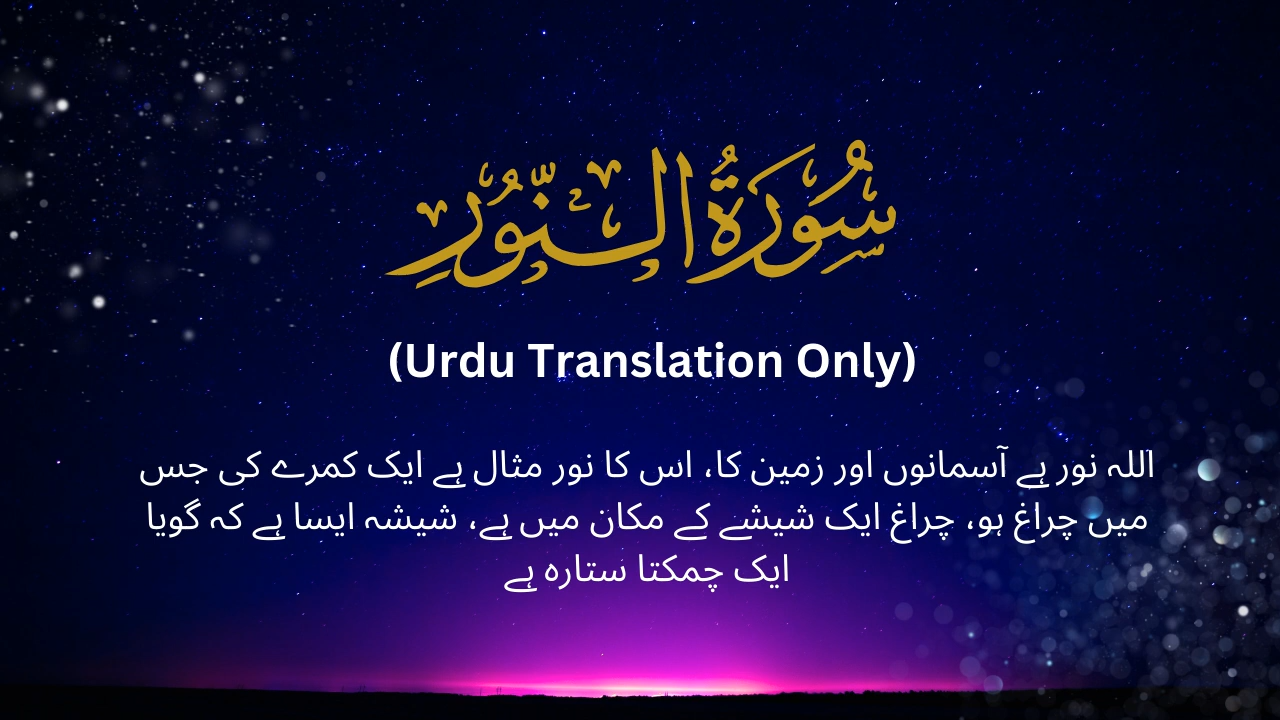 سُورَةُ النُّورِ
(Urdu Translation Only)
اللہ نور ہے آسمانوں اور زمین کا، اس کا نور مثال ہے ایک کمرے کی جس
میں چراغ ہو، چراغ ایک شیشے کے مکان میں ہے، شیشہ ایسا ہے کہ گویا
ایک چمکتا ستارہ ہے